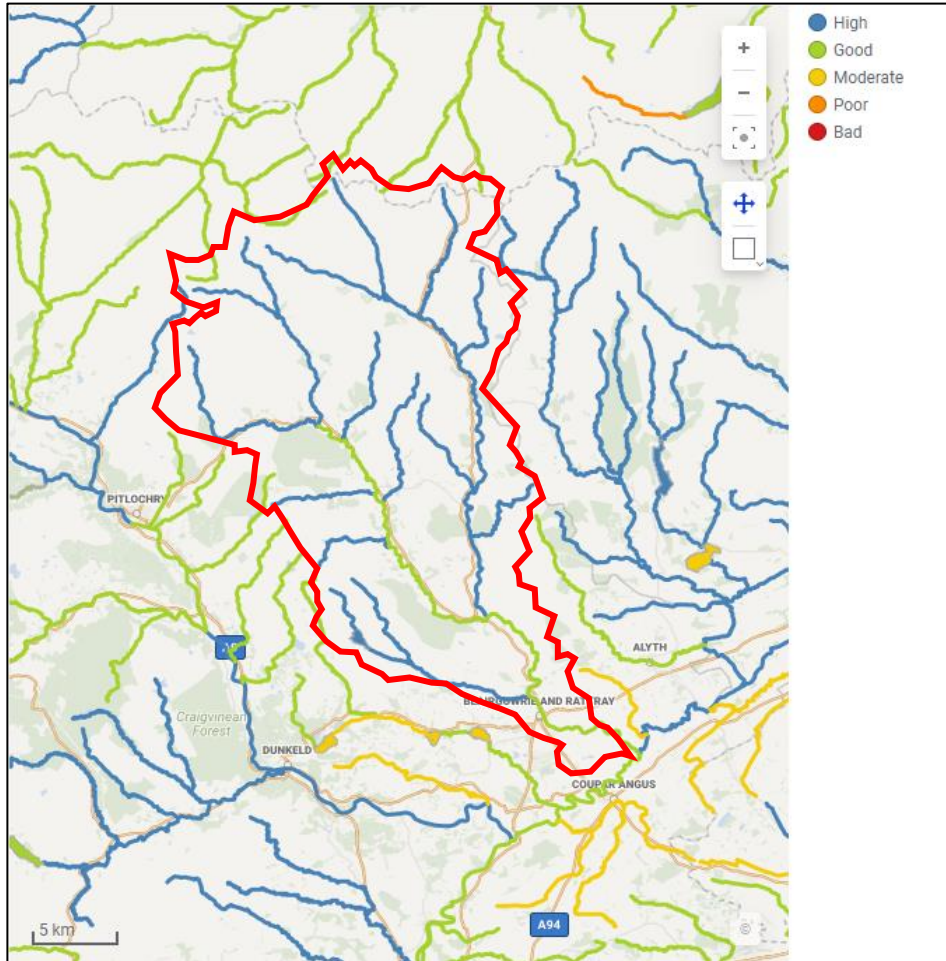 High
Good
Moderate
Poor
Bad
+
−
PITLOCHRY
ALYTH
BLAIRGOWRIE AND RATTRAY
Craigvinean
Forest
DUNKELD
COUPAR ANGUS
A94
5 km
©